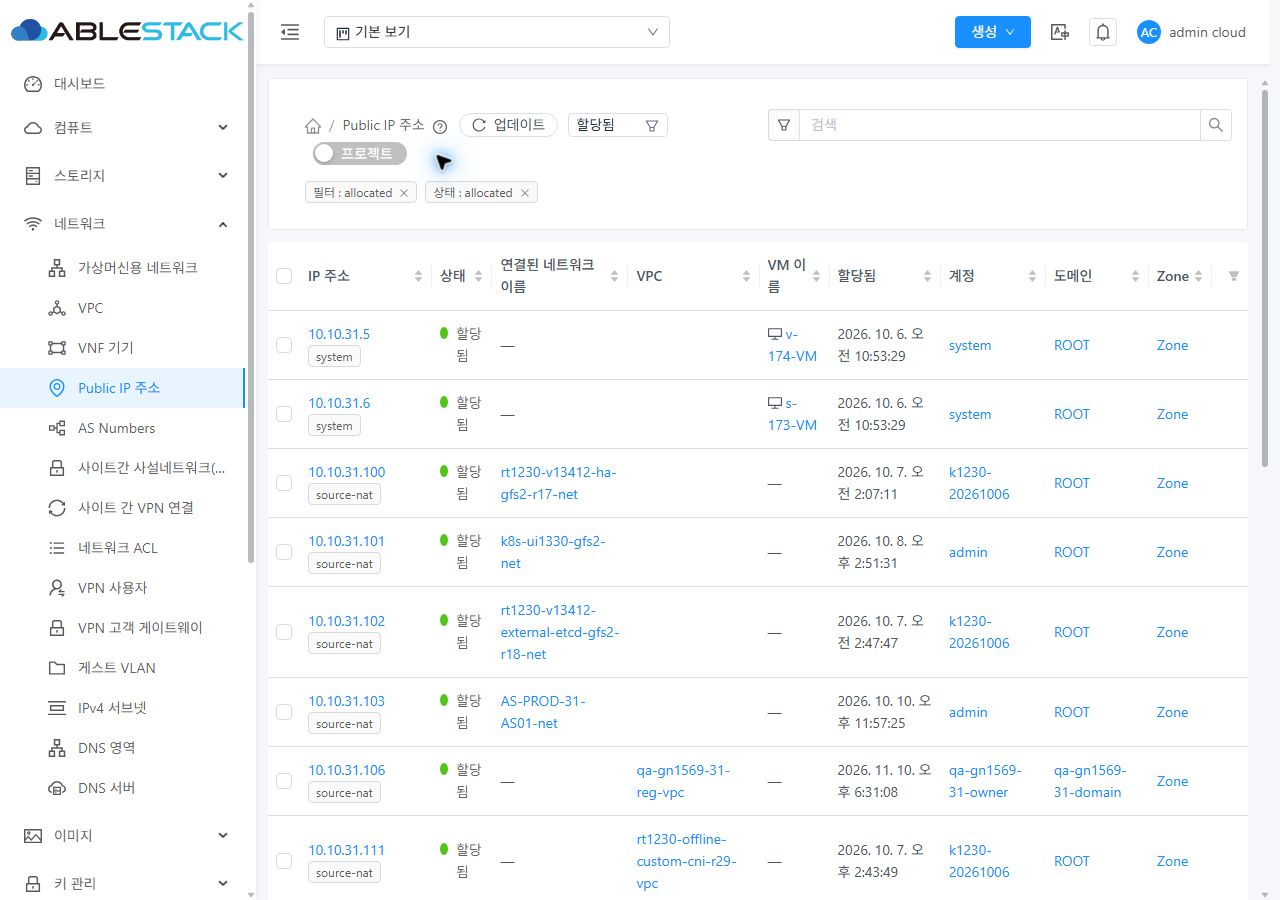 ABLESTACK
기본 보기
생성
AC
admin cloud
대시보드
컴퓨트
스토리지
네트워크
가상머신용 네트워크
VPC
VNF 기기
Public IP 주소
AS Numbers
사이트간 사설네트워크(...
사이트 간 VPN 연결
네트워크 ACL
VPN 사용자
VPN 고객 게이트웨이
게스트 VLAN
IPv4 서브넷
DNS 영역
DNS 서버
이미지
키 관리
/ Public IP 주소
업데이트
할당됨
검색
프로젝트
필터 : allocated
상태 : allocated
IP 주소
상태
연결된 네트워크
이름
VPC
VM 이
름
할당됨
계정
도메인
Zone
10.10.31.5
system
할당
됨
—
v-
174-VM
2026. 10. 6. 오
전 10:53:29
system
ROOT
Zone
10.10.31.6
system
할당
됨
—
s-
173-VM
2026. 10. 6. 오
전 10:53:29
system
ROOT
Zone
10.10.31.100
source-nat
할당
됨
rt1230-v13412-ha-
gfs2-r17-net
—
2026. 10. 7. 오
전 2:07:11
k1230-
20261006
ROOT
Zone
10.10.31.101
source-nat
할당
됨
k8s-ui1330-gfs2-
net
—
2026. 10. 8. 오
후 2:51:31
admin
ROOT
Zone
10.10.31.102
source-nat
할당
됨
rt1230-v13412-
external-etcd-gfs2-
r18-net
—
2026. 10. 7. 오
전 2:47:47
k1230-
20261006
ROOT
Zone
10.10.31.103
source-nat
할당
됨
AS-PROD-31-
AS01-net
—
2026. 10. 10. 오
후 11:57:25
admin
ROOT
Zone
10.10.31.106
source-nat
할당
됨
—
qa-gn1569-31-
reg-vpc
—
2026. 11. 10. 오
후 6:31:08
qa-gn1569-
31-owner
qa-gn1569-
31-domain
Zone
10.10.31.111
source-nat
할당
됨
—
rt1230-offline-
custom-cni-r29-
vpc
—
2026. 10. 7. 오
후 2:43:49
k1230-
20261006
ROOT
Zone